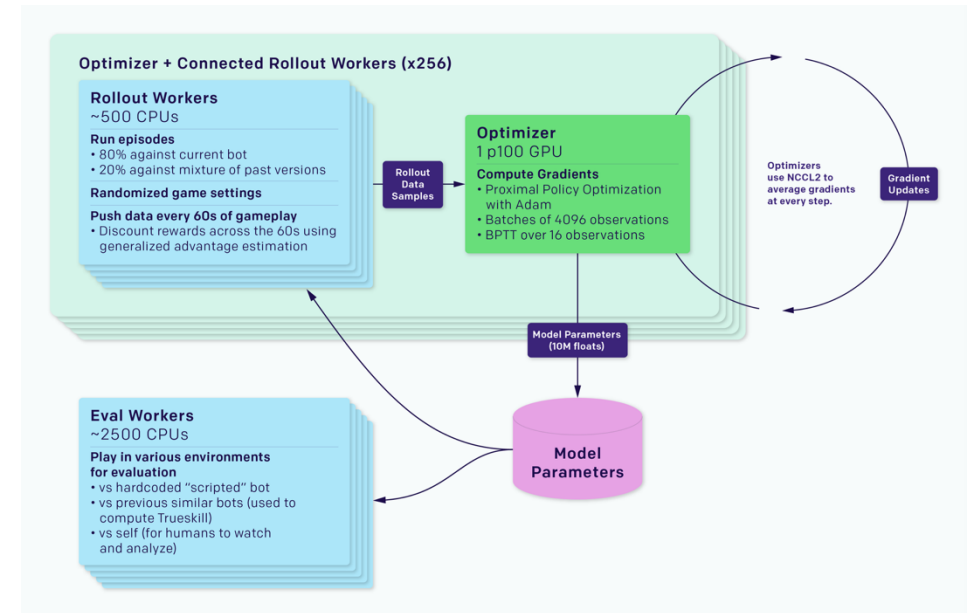 Optimizer + Connected Rollout Workers (x256)
Rollout Workers
~500 CPUs
Run episodes
• 80% against current bot
• 20% against mixture of past versions
Randomized game settings
Push data every 60s of gameplay
• Discount rewards across the 60s using
generalized advantage estimation
Rollout
Data
Samples
Optimizer
1 p100 GPU
Compute Gradients
• Proximal Policy Optimization
with Adam
• Batches of 4096 observations
• BPTT over 16 observations
Optimizers
use NCCL2 to
average gradients
at every step.
Gradient
Updates
Model Parameters
(10M floats)
Eval Workers
~2500 CPUs
Play in various environments
for evaluation
• vs hardcoded “scripted” bot
• vs previous similar bots (used to
compute Trueskill)
• vs self (for humans to watch
and analyze)
Model
Parameters